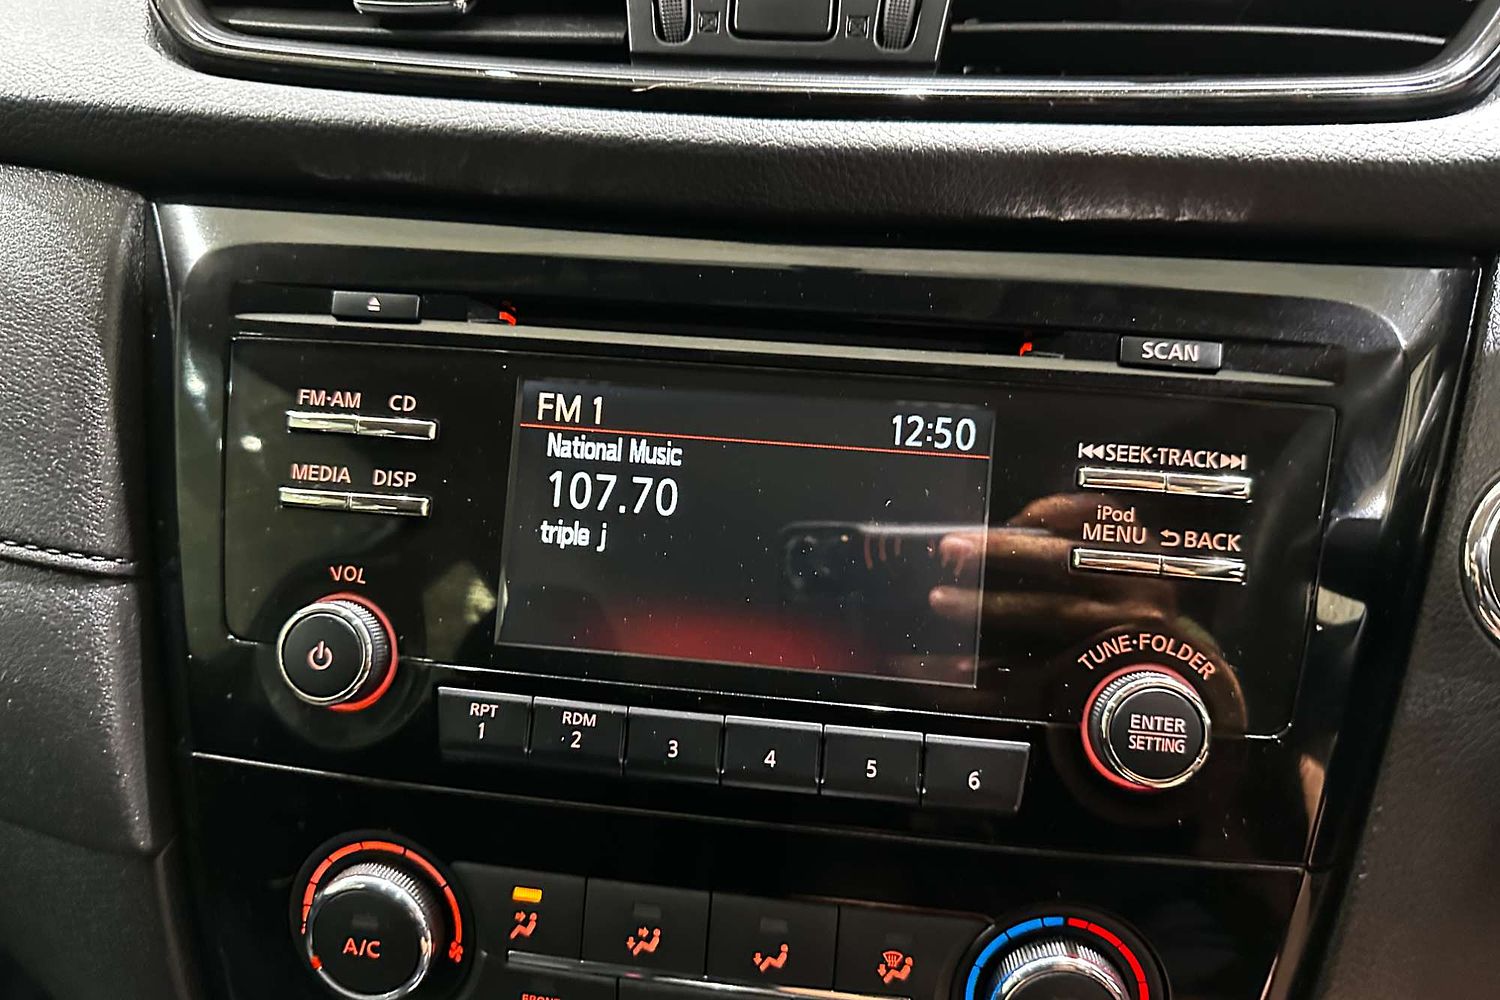 SCAN
FM·AM CD
MEDIA DISP
FM 1
12:50
National Music
107.70
triple j
SEEK·TRACK
iPod
MENU BACK
VOL
TUNE·FOLDER
ENTER
SETTING
RPT
1
RDM
2
3
4
5
6
A/C
FRONT